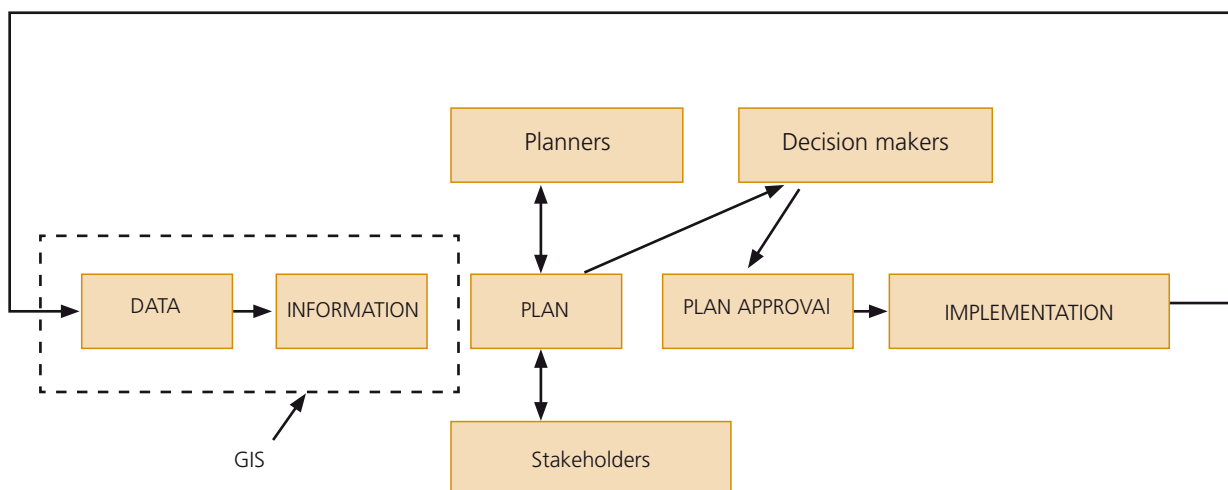 Planners
Decision makers
DATA
INFORMATION
PLAN
PLAN APPROVAl
IMPLEMENTATION
GIS
Stakeholders